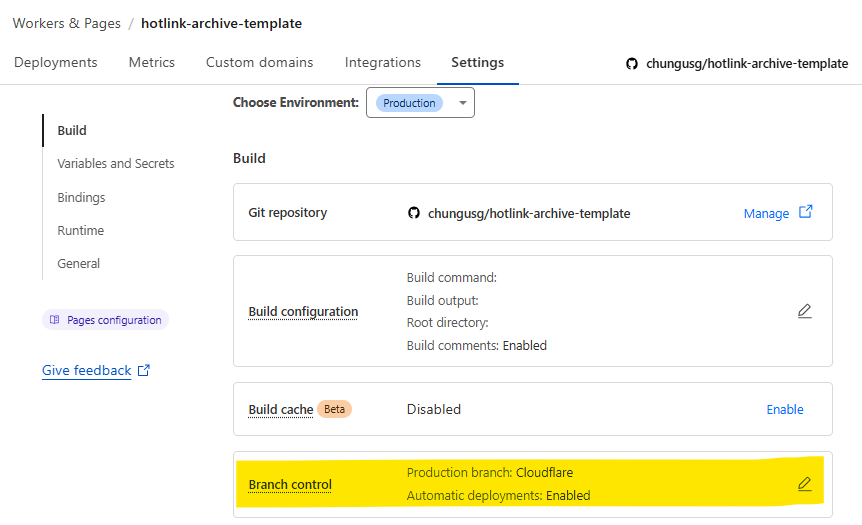 Workers & Pages / hotlink-archive-template
Deployments Metrics Custom domains Integrations Settings chungusg/hotlink-archive-template
Choose Environment: Production
Build
Variables and Secrets
Bindings
Runtime
General
Pages configuration
Give feedback
Build
Git repository chungusg/hotlink-archive-template Manage
Build configuration
Build command:
Build output:
Root directory:
Build comments: Enabled
Build cache Beta Disabled Enable
Branch control
Production branch: Cloudflare
Automatic deployments: Enabled